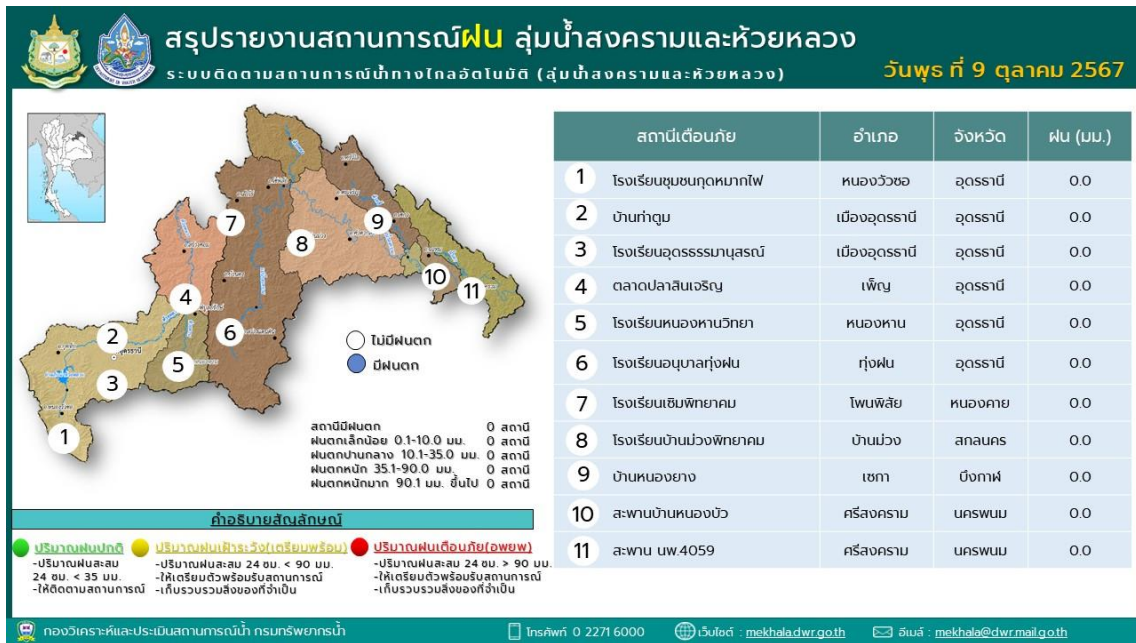 สรุปรายงานสถานการณ์ฝน ลุ่มน้ำสงครามและห้วยหลวง
ระบบติดตามสถานการณ์น้ำทางไกลอัตโนมัติ (ลุ่มน้ำสงครามและห้วยหลวง)
วันพุธ ที่ 9 ตุลาคม 2567
7
8
9
10
11
4
2
6
5
3
1
ไม่มีฝนตก
มีฝนตก
สถานีมีฝนตก 0 สถานี
ฝนตกเล็กน้อย 0.1-10.0 มม. 0 สถานี
ฝนตกปานกลาง 10.1-35.0 มม. 0 สถานี
ฝนตกหนัก 35.1-90.0 มม. 0 สถานี
ฝนตกหนักมาก 90.1 มม. ขึ้นไป 0 สถานี
คำอธิบายสัญลักษณ์
ปริมาณฝนปกติ
-ปริมาณฝนสะสม
24 ชม. < 35 มม.
-ให้ติดตามสถานการณ์
ปริมาณฝนเฝ้าระวัง(เตรียมพร้อม)
-ปริมาณฝนสะสม 24 ชม. < 90 มม.
-ให้เตรียมตัวพร้อมรับสถานการณ์
-เก็บรวบรวมสิ่งของที่จำเป็น
ปริมาณฝนเตือนภัย(อพยพ)
-ปริมาณฝนสะสม 24 ชม. > 90 มม.
-ให้เตรียมตัวพร้อมรับสถานการณ์
-เก็บรวบรวมสิ่งของที่จำเป็น
สถานีเตือนภัย อำเภอ จังหวัด ฝน (มม.)
1 โรงเรียนชุมชนกุดหมากไฟ หนองวัวซอ อุดรธานี 0.0
2 บ้านท่าตูม เมืองอุดรธานี อุดรธานี 0.0
3 โรงเรียนอุดรธรรมานุสรณ์ เมืองอุดรธานี อุดรธานี 0.0
4 ตลาดปลาสินเจริญ เพ็ญ อุดรธานี 0.0
5 โรงเรียนหนองหานวิทยา หนองหาน อุดรธานี 0.0
6 โรงเรียนอนุบาลทุ่งฝน ทุ่งฝน อุดรธานี 0.0
7 โรงเรียนเซิมพิทยาคม โพนพิสัย หนองคาย 0.0
8 โรงเรียนบ้านม่วงพิทยาคม บ้านม่วง สกลนคร 0.0
9 บ้านหนองยาง เซกา บึงกาฬ 0.0
10 สะพานบ้านหนองบัว ศรีสงคราม นครพนม 0.0
11 สะพาน นพ.4059 ศรีสงคราม นครพนม 0.0
กองวิเคราะห์และประเมินสถานการณ์น้ำ กรมทรัพยากรน้ำ
โทรศัพท์ 0 2271 6000
เว็บไซต์ : mekhala.dwr.go.th
อีเมล์ : mekhala@dwr.mail.go.th